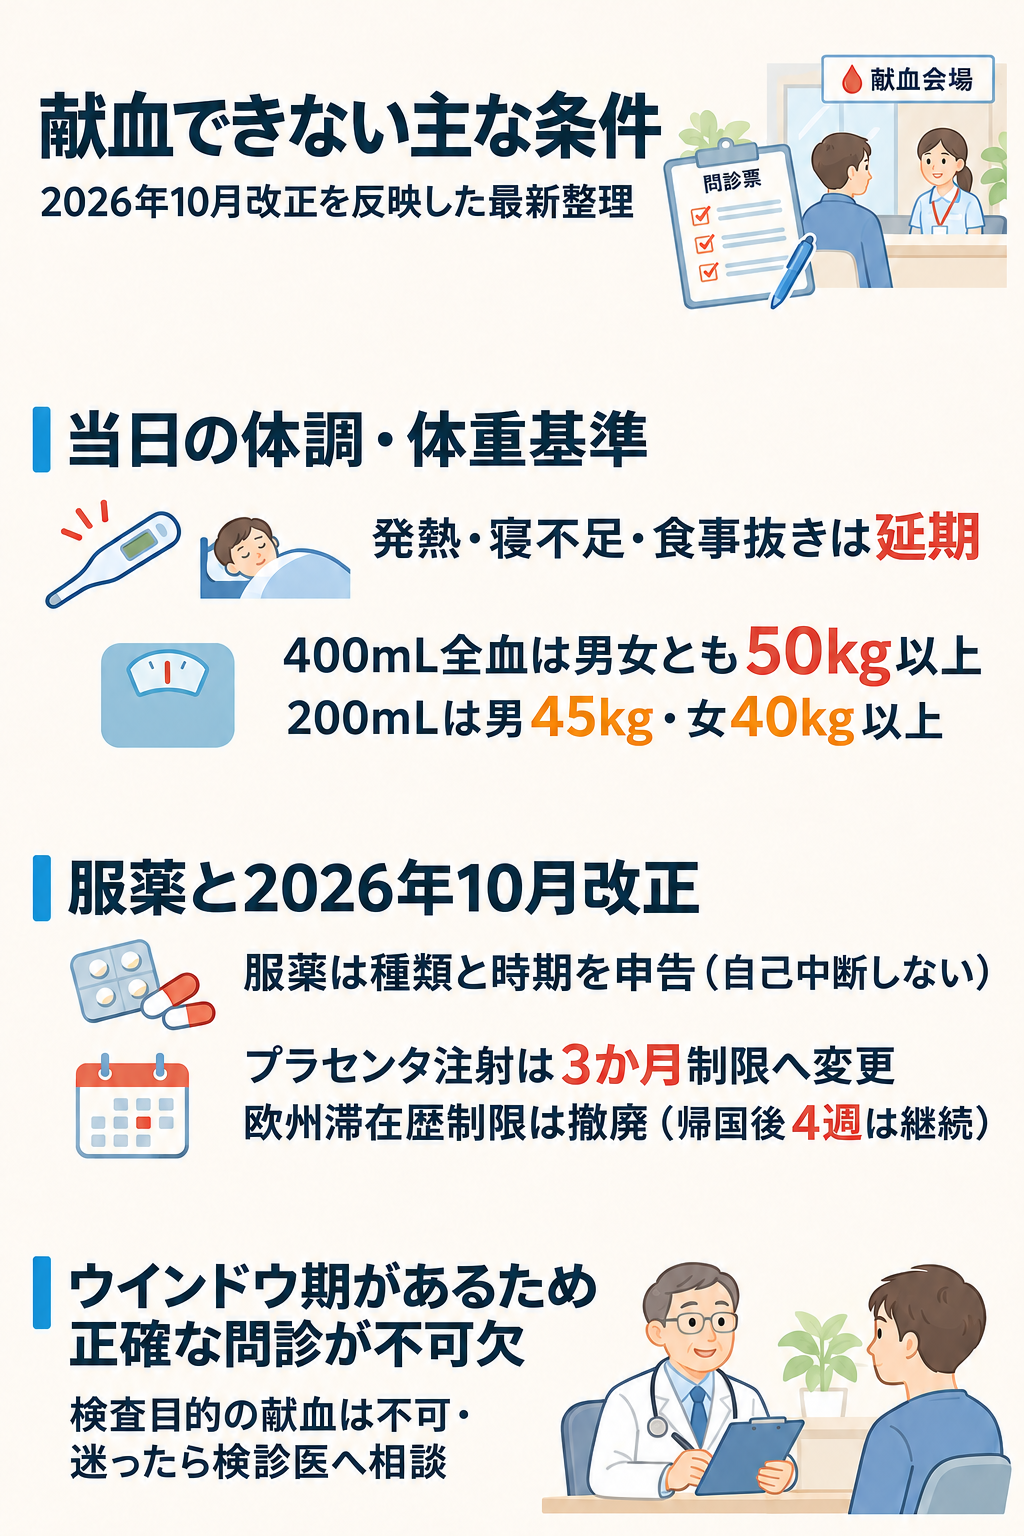 献血できない主な条件
2026年10月改正を反映した最新整理
献血会場
問診票
当日の体調・体重基準
発熱・寝不足・食事抜きは延期
400mL全血は男女とも50kg以上
200mLは男45kg・女40kg以上
服薬と2026年10月改正
服薬は種類と時期を申告（自己中断しない）
プラセンタ注射は3か月制限へ変更
欧州滞在歴制限は撤廃（帰国後4週は継続）
ウインドウ期があるため
正確な問診が不可欠
検査目的の献血は不可・
迷ったら検診医へ相談